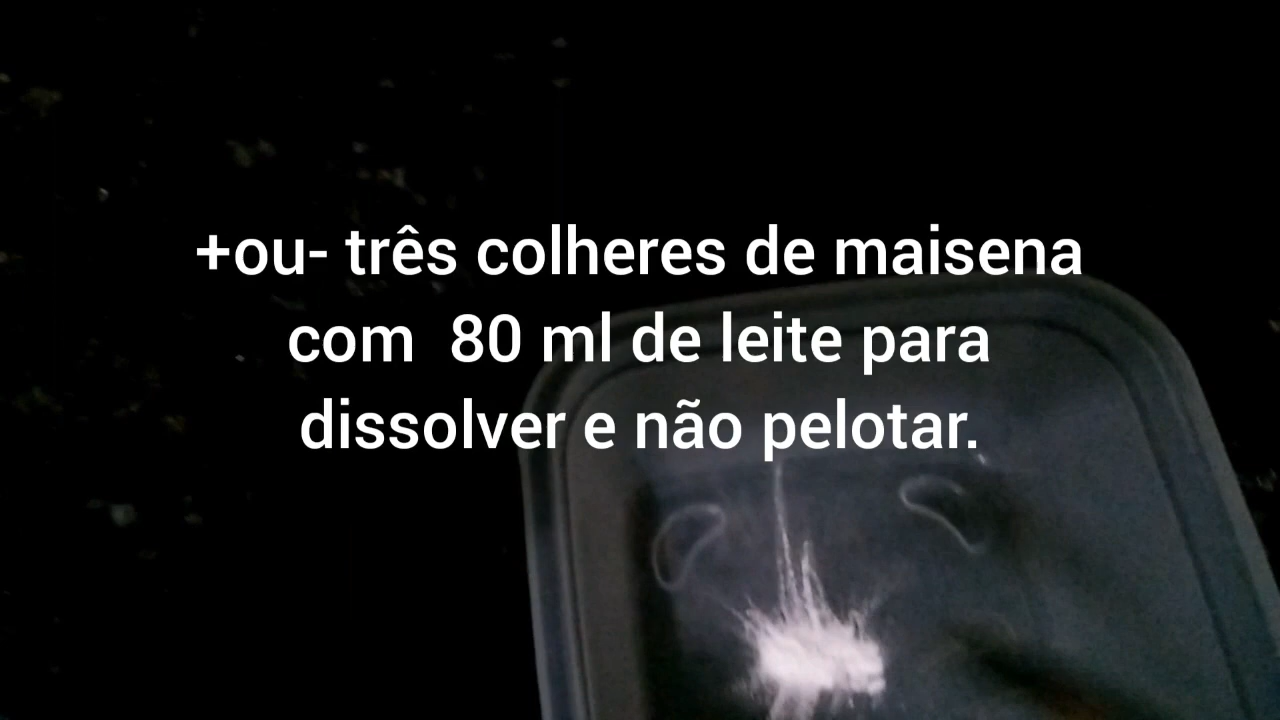 +ou- três colheres de maisena
com  80 ml de leite para
dissolver e não pelotar.